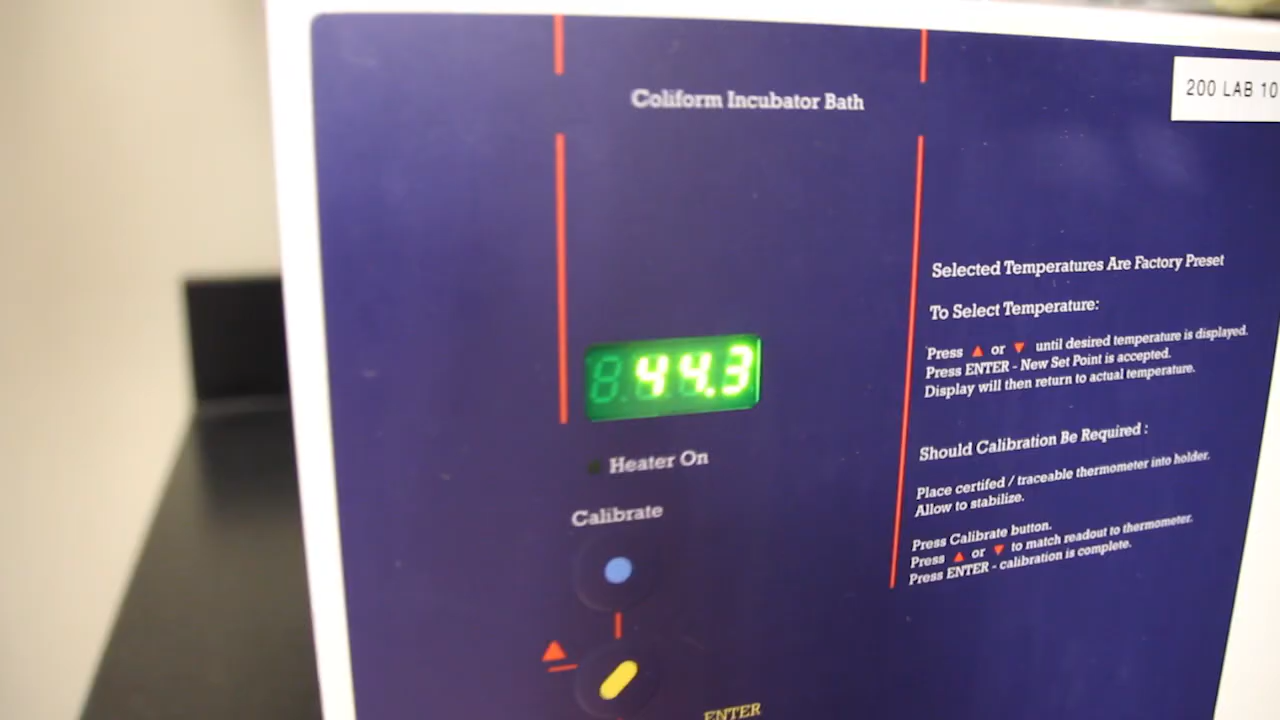 Coliform Incubator Bath
200 LAB 10
44.3
Heater On
Calibrate
ENTER
Selected Temperatures Are Factory Preset
To Select Temperature:
Press ▲ or ▼ until desired temperature is displayed.
Press ENTER - New Set Point is accepted.
Display will then return to actual temperature.
Should Calibration Be Required :
Place certifed / traceable thermometer into holder.
Allow to stabilize.
Press Calibrate button.
Press ▲ or ▼ to match readout to thermometer.
Press ENTER - calibration is complete.